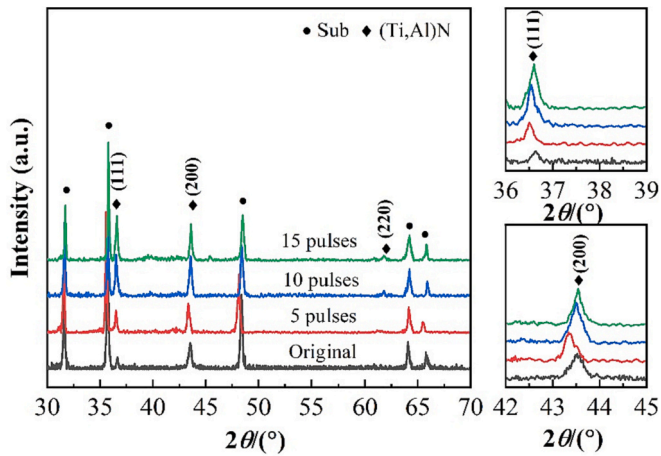 ● Sub ◆ (Ti,Al)N
(111)
(200)
(220)
15 pulses
10 pulses
5 pulses
Original
Intensity (a.u.)
30 35 40 45 50 55 60 65 70
2θ/(°)
(111)
36 37 38 39
2θ/(°)
(200)
42 43 44 45
2θ/(°)